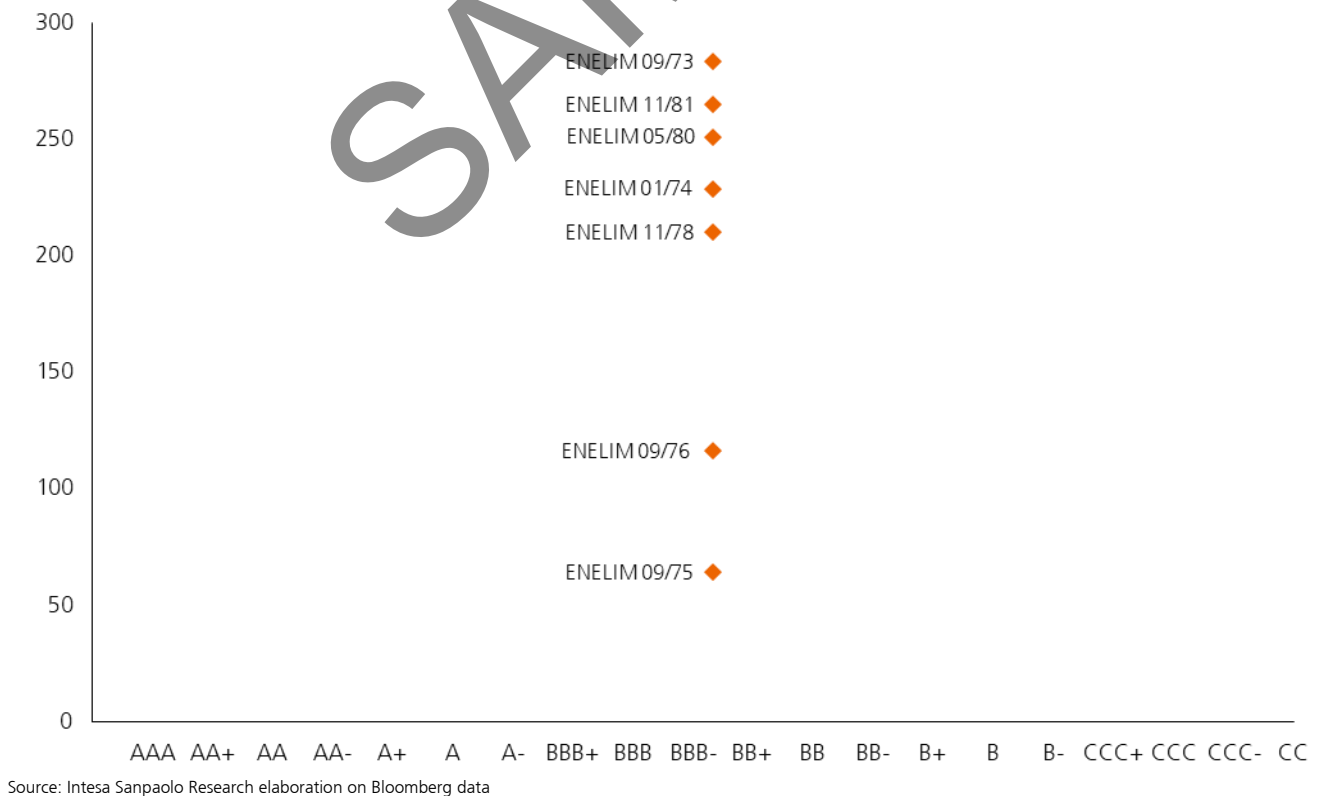 300
ENELIM 09/73
ENELIM 11/81
250
ENELIM 05/80
ENELIM 01/74
ENELIM 11/78
200
150
ENELIM 09/76
100
ENELIM 09/75
50
0
AAA AA+ AA AA- A+ A A- BBB+ BBB BBB- BB+ BB BB- B+ B B- CCC+ CCC CCC- CC
Source: Intesa Sanpaolo Research elaboration on Bloomberg data